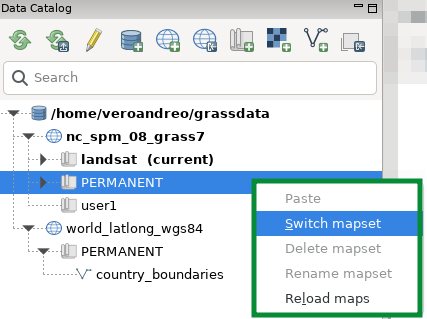 Data Catalog
Search
/home/veroandreo/grassdata
nc_spm_08_grass7
landsat (current)
PERMANENT
user1
world_latlong_wgs84
PERMANENT
country_boundaries
Paste
Switch mapset
Delete mapset
Rename mapset
Reload maps